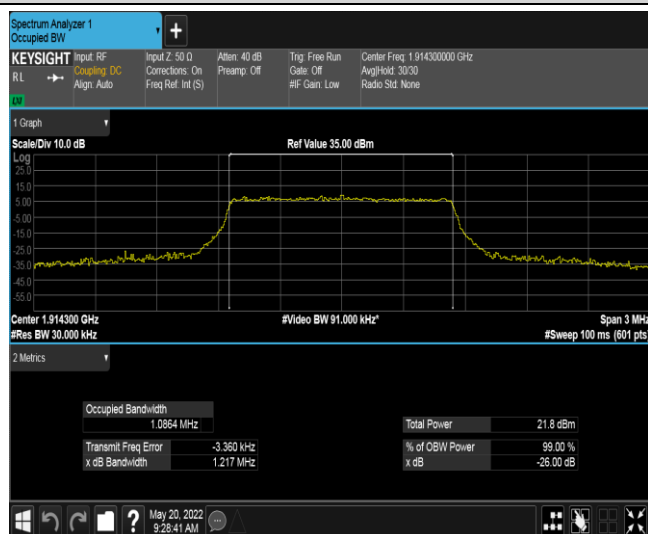 Spectrum Analyzer 1
Occupied BW
KEYSIGHT
RL
Input: RF
Coupling: DC
Align: Auto
Input Z: 50 Ω
Corrections: On
Freq Ref: Int (S)
Atten: 40 dB
Preamp: Off
Trig: Free Run
Gate: Off
#IF Gain: Low
Center Freq: 1.914300000 GHz
Avg|Hold: 30/30
Radio Std: None
1 Graph
Scale/Div 10.0 dB
Ref Value 35.00 dBm
Log
25.0
15.0
5.00
-5.00
-15.0
-25.0
-35.0
-45.0
-55.0
Center 1.914300 GHz
#Video BW 91.000 kHz*
Span 3 MHz
#Res BW 30.000 kHz
#Sweep 100 ms (601 pts)
2 Metrics
Occupied Bandwidth
1.0864 MHz
Total Power 21.8 dBm
Transmit Freq Error -3.360 kHz
% of OBW Power 99.00 %
x dB Bandwidth 1.217 MHz
x dB -26.00 dB
?
May 20, 2022
9:28:41 AM